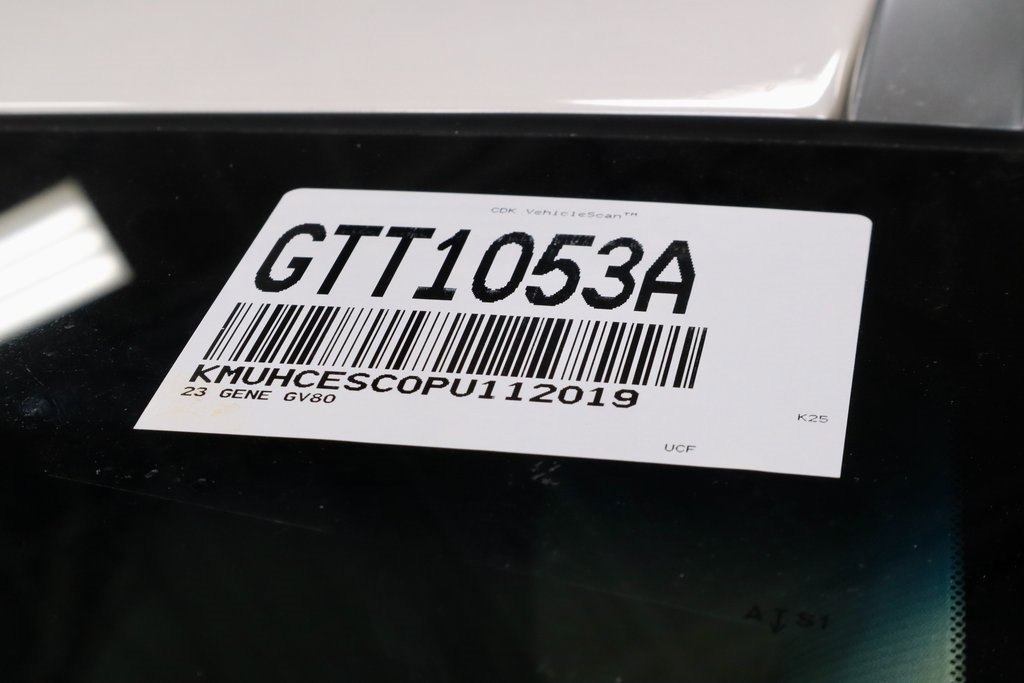 CDK VehicleScan™
GTT1053A
KMUHCESC0PU112019
23 GENE GV80
K25
UCF